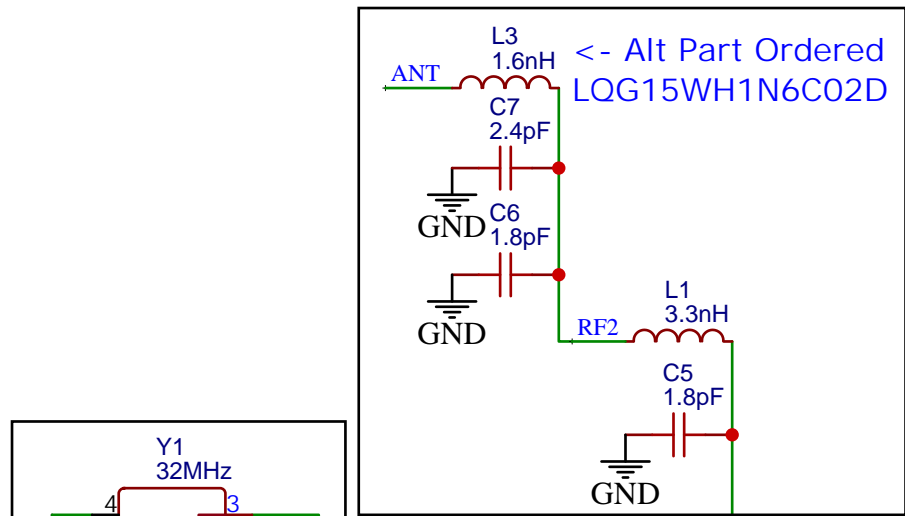 L3
1.6nH
<- Alt Part Ordered
LQG15WH1N6C02D
ANT
C7
2.4pF
GND
C6
1.8pF
GND
RF2
L1
3.3nH
C5
1.8pF
GND
Y1
32MHz
4
3